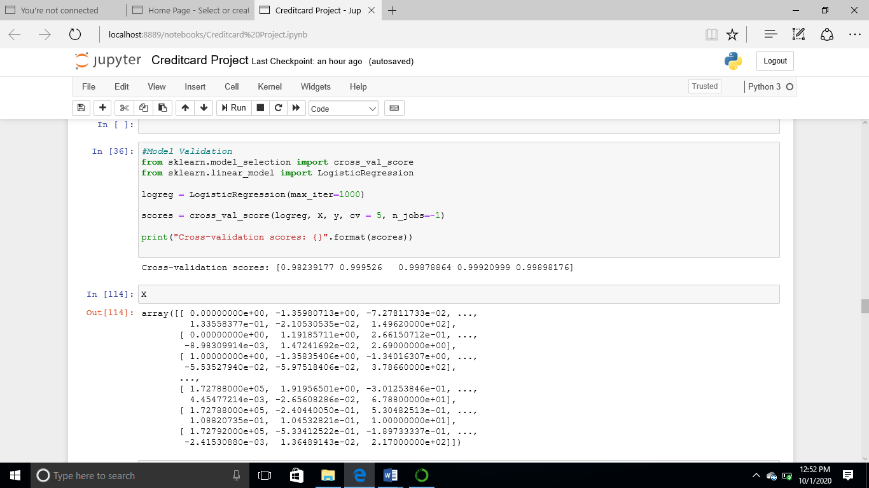 You're not connected
Home Page - Select or creat
Creditcard Project - Jup
localhost:8889/notebooks/Creditcard%20Project.ipynb
jupyter Creditcard Project Last Checkpoint: an hour ago (autosaved)
Logout
File Edit View Insert Cell Kernel Widgets Help
Trusted
Python 3
Run
Code
In [ ]:
In [36]: #Model Validation
from sklearn.model_selection import cross_val_score
from sklearn.linear_model import LogisticRegression
logreg = LogisticRegression(max_iter=1000)
scores = cross_val_score(logreg, X, y, cv = 5, n_jobs=-1)
print("Cross-validation scores: {}".format(scores))
Cross-validation scores: [0.98239177 0.999526 0.99878864 0.99920999 0.99898176]
In [114]: X
Out[114]: array([[ 0.00000000e+00, -1.35980713e+00, -7.27811733e-02, ...,
1.33558377e-01, -2.10530535e-02, 1.49620000e+02],
[ 0.00000000e+00, 1.19185711e+00, 2.66150712e-01, ...,
-8.98309914e-03, 1.47241692e-02, 2.69000000e+00],
[ 1.00000000e+00, -1.35835406e+00, -1.34016307e+00, ...,
-5.53527940e-02, -5.97518406e-02, 3.78660000e+02],
...,
[ 1.72788000e+05, 1.91956501e+00, -3.01253846e-01, ...,
4.45477214e-03, -2.65608286e-02, 6.78800000e+01],
[ 1.72788000e+05, -2.40440050e-01, 5.30482513e-01, ...,
1.08820735e-01, 1.04532821e-01, 1.00000000e+01],
[ 1.72792000e+05, -5.33412522e-01, -1.89733337e-01, ...,
-2.41530880e-03, 1.36489143e-02, 2.17000000e+02]])
Type here to search
12:52 PM
10/1/2020